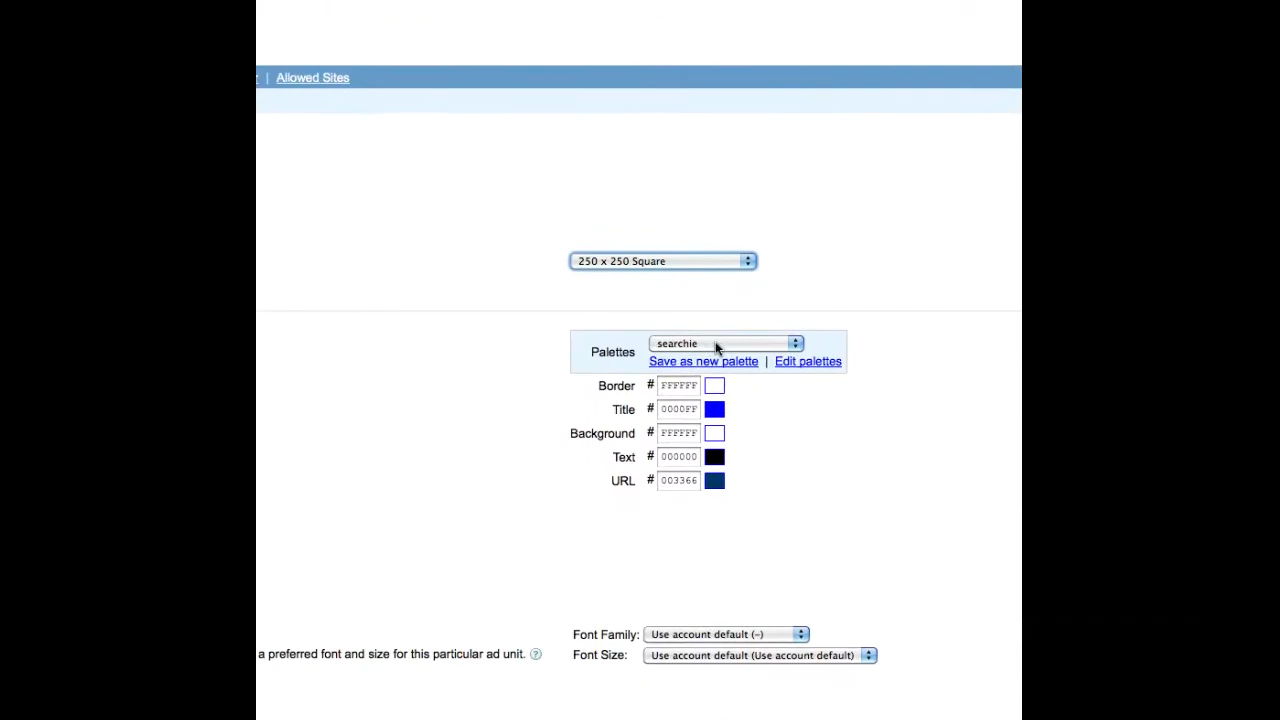 | Allowed Sites
250 x 250 Square
Palettes
searchie
Save as new palette | Edit palettes
Border # FFFFFF
Title # 0000FF
Background # FFFFFF
Text # 000000
URL # 003366
Font Family: Use account default (-)
a preferred font and size for this particular ad unit. ?
Font Size: Use account default (Use account default)